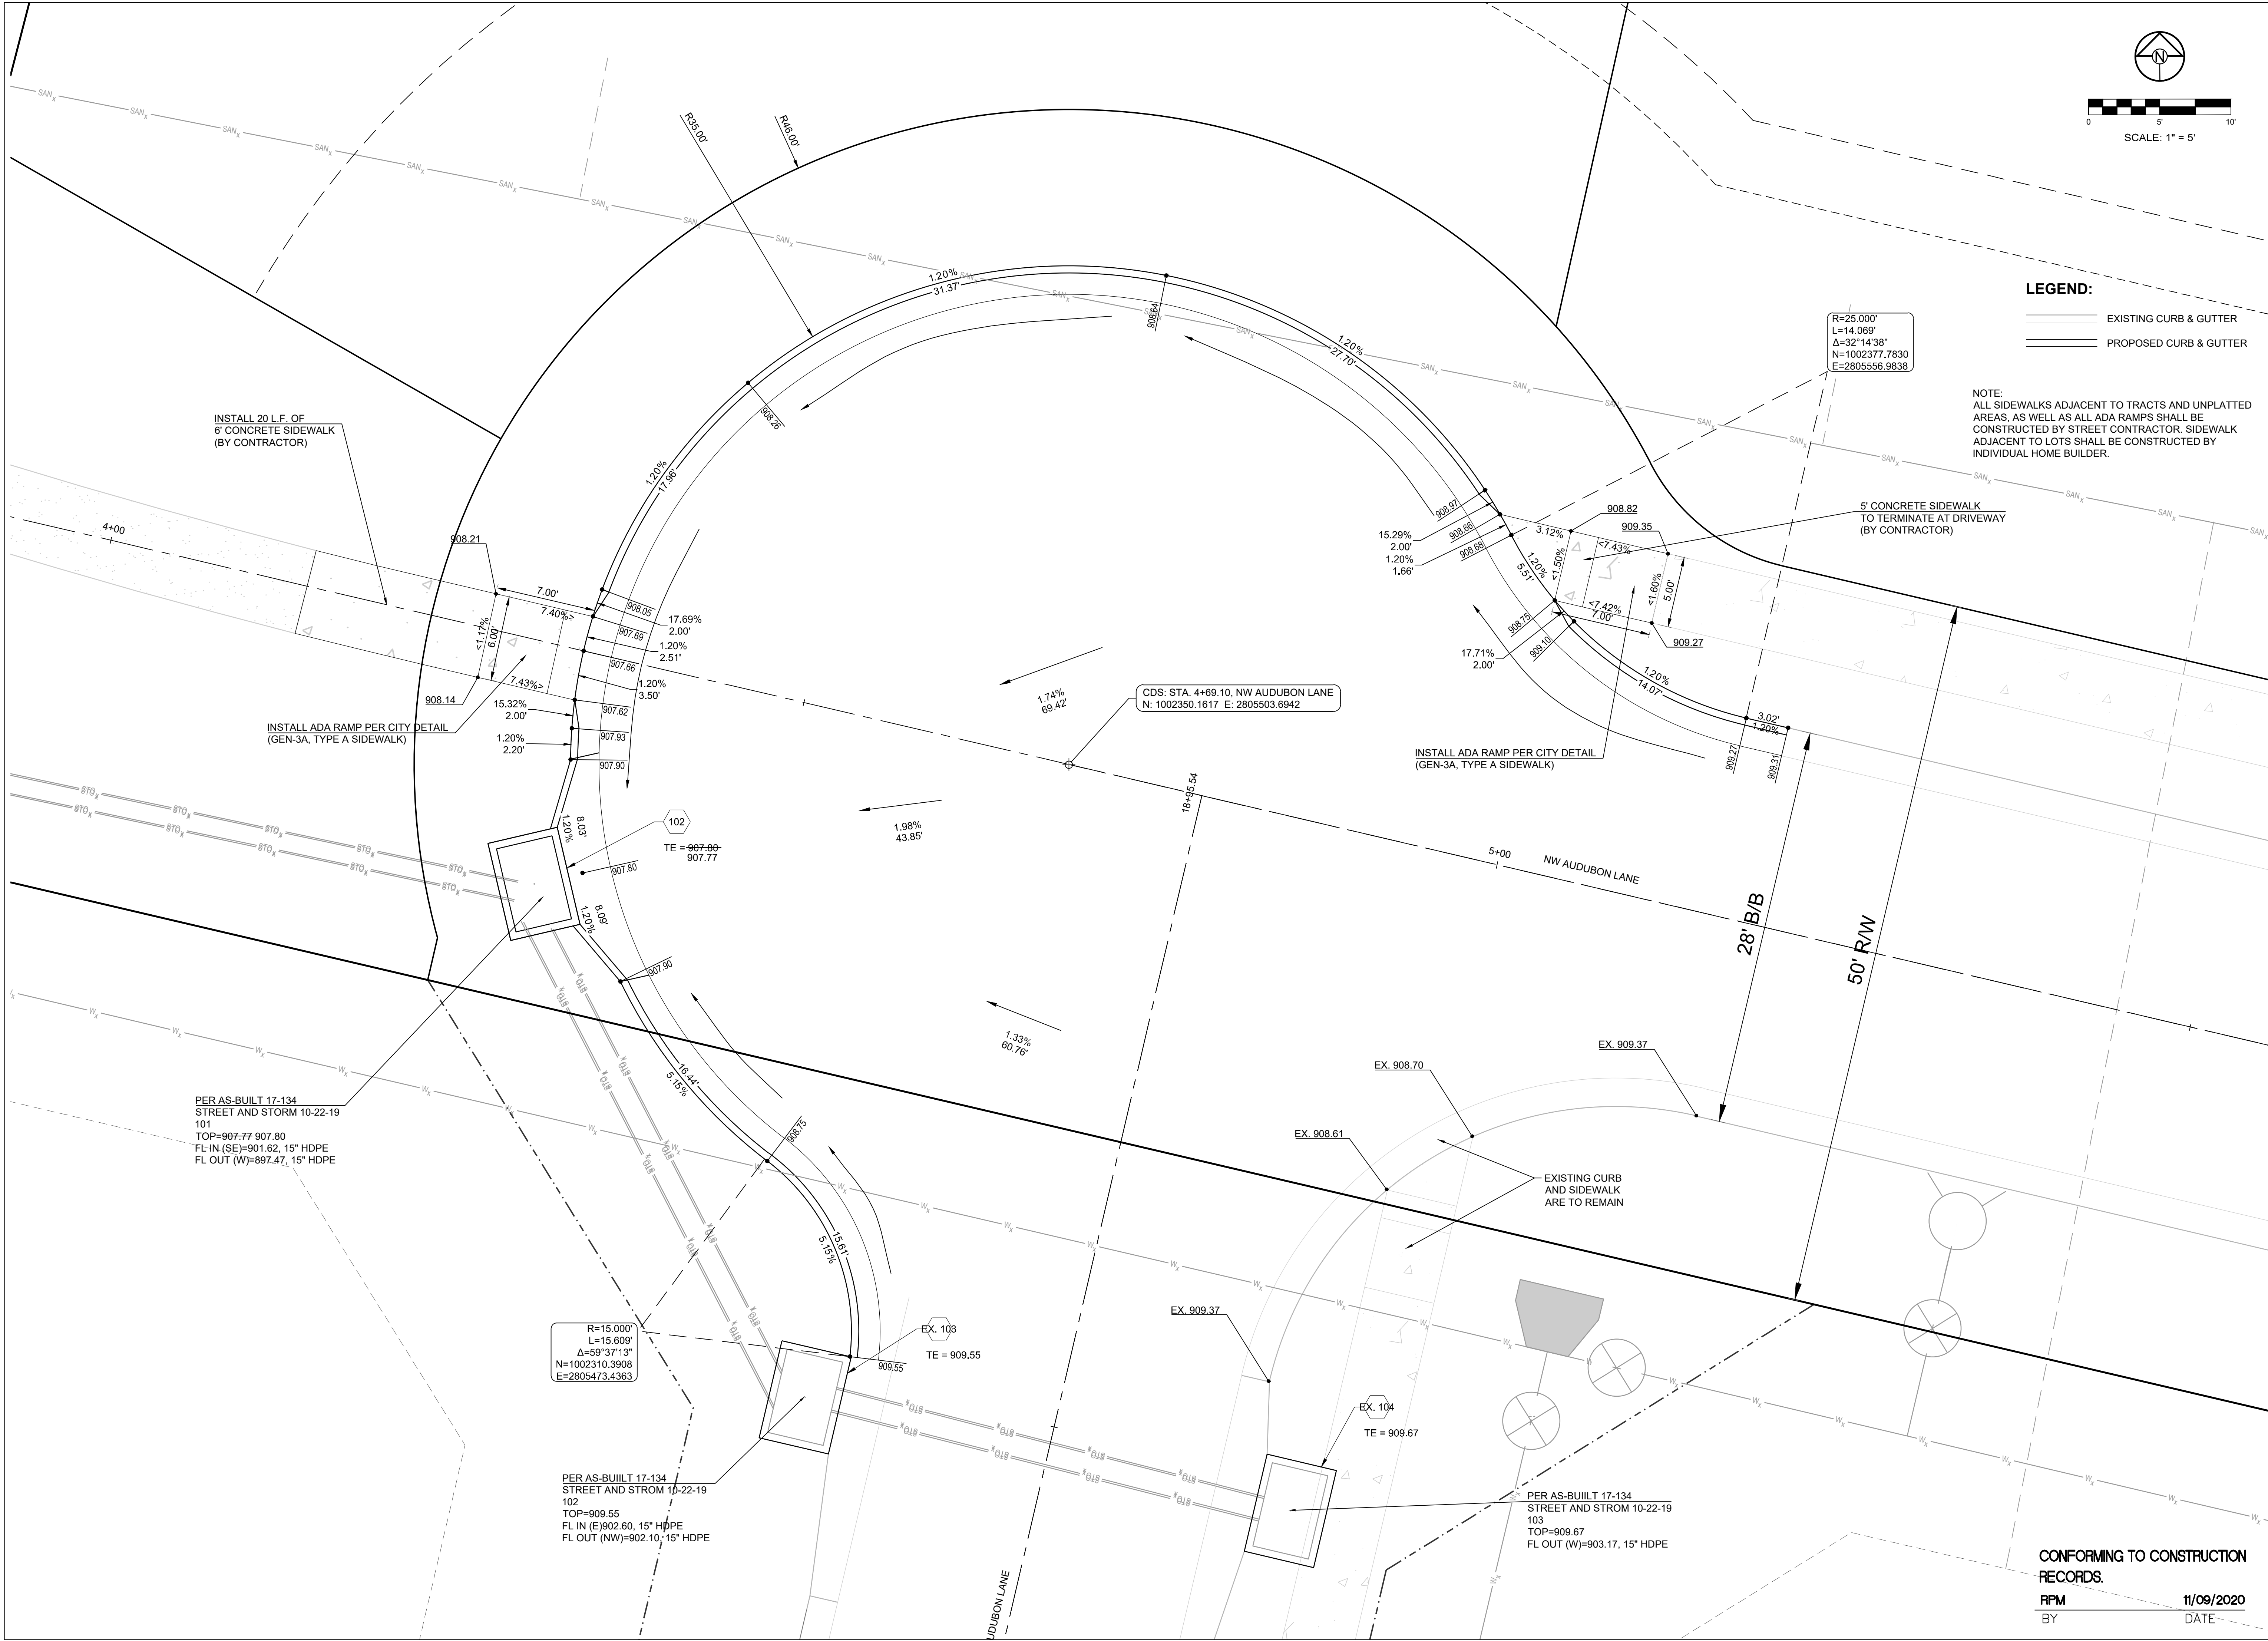 R35.00'
R46.00'
N
0 5' 10'
SCALE: 1" = 5'
LEGEND:
EXISTING CURB & GUTTER
PROPOSED CURB & GUTTER
NOTE:
ALL SIDEWALKS ADJACENT TO TRACTS AND UNPLATTED
AREAS, AS WELL AS ALL ADA RAMPS SHALL BE
CONSTRUCTED BY STREET CONTRACTOR. SIDEWALK
ADJACENT TO LOTS SHALL BE CONSTRUCTED BY
INDIVIDUAL HOME BUILDER.
R=25.000'
L=14.069'
Δ=32°14'38"
N=1002377.7830
E=2805556.9838
1.20%
31.37'
908.64
1.20%
27.70'
908.26
1.20%
17.96'
INSTALL 20 L.F. OF
6' CONCRETE SIDEWALK
(BY CONTRACTOR)
4+00
908.21
7.00'
7.40%>
<1.17%
6.00'
7.43%>
908.14
908.05
17.69%
2.00'
907.69
1.20%
2.51'
907.66
1.20%
3.50'
907.62
15.32%
2.00'
907.93
1.20%
2.20'
907.90
INSTALL ADA RAMP PER CITY DETAIL
(GEN-3A, TYPE A SIDEWALK)
908.97
15.29%
2.00'
908.66
1.20%
1.66'
908.68
3.12%
908.82
909.35
<7.43%
<1.50%
<1.60%
5.00'
<7.42%
7.00'
909.27
1.20%
5.51'
908.75
17.71%
2.00'
909.10
1.20%
14.07'
3.02'
1.20%
909.27
909.31
5' CONCRETE SIDEWALK
TO TERMINATE AT DRIVEWAY
(BY CONTRACTOR)
INSTALL ADA RAMP PER CITY DETAIL
(GEN-3A, TYPE A SIDEWALK)
1.74%
69.42'
CDS: STA. 4+69.10, NW AUDUBON LANE
N: 1002350.1617 E: 2805503.6942
18+95.54
1.98%
43.85'
5+00
NW AUDUBON LANE
28' B/B
50' R/W
102
TE = 907.80
907.77
907.80
8.03'
1.20%
8.09'
1.20%
907.90
1.33%
60.76'
16.44'
5.15%
908.75
15.61'
5.15%
909.55
PER AS-BUILT 17-134
STREET AND STORM 10-22-19
101
TOP=907.77 907.80
FL IN (SE)=901.62, 15" HDPE
FL OUT (W)=897.47, 15" HDPE
EX. 909.37
EX. 908.70
EX. 908.61
EXISTING CURB
AND SIDEWALK
ARE TO REMAIN
EX. 909.37
R=15.000'
L=15.609'
Δ=59°37'13"
N=1002310.3908
E=2805473.4363
EX. 103
TE = 909.55
EX. 104
TE = 909.67
PER AS-BUIILT 17-134
STREET AND STROM 10-22-19
102
TOP=909.55
FL IN (E)902.60, 15" HDPE
FL OUT (NW)=902.10, 15" HDPE
PER AS-BUIILT 17-134
STREET AND STROM 10-22-19
103
TOP=909.67
FL OUT (W)=903.17, 15" HDPE
UDUBON LANE
CONFORMING TO CONSTRUCTION
RECORDS.
RPM 11/09/2020
BY DATE